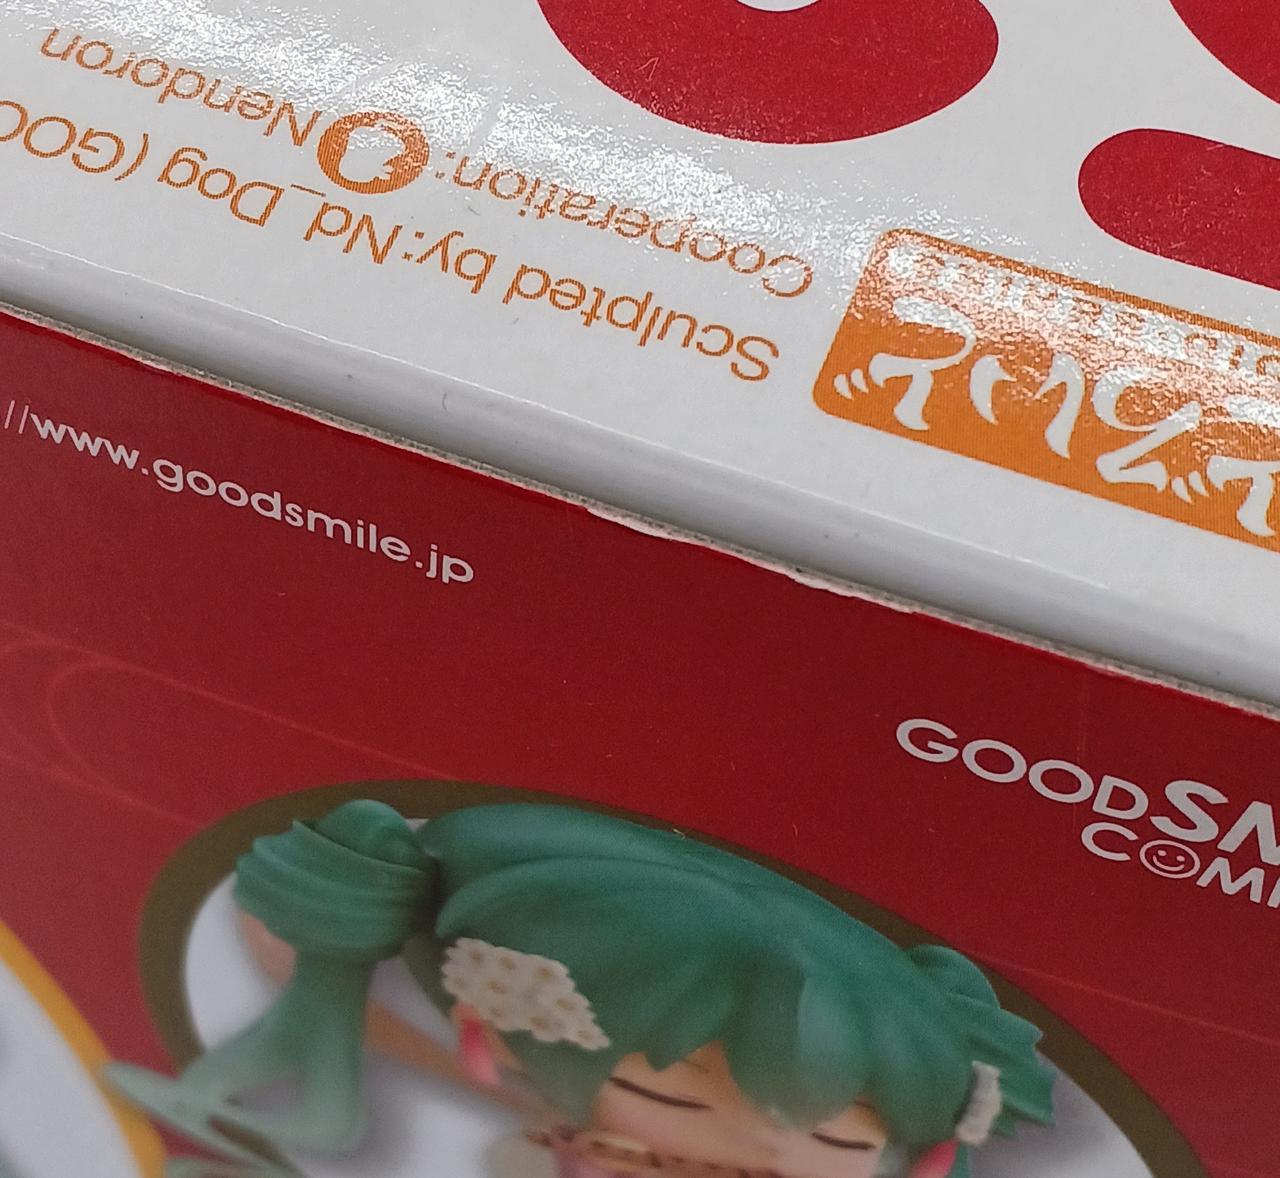 Cooperation: Nendoron
Sculpted by:Nd_Dog (GOO
//www.goodsmile.jp
GOODSM
COM